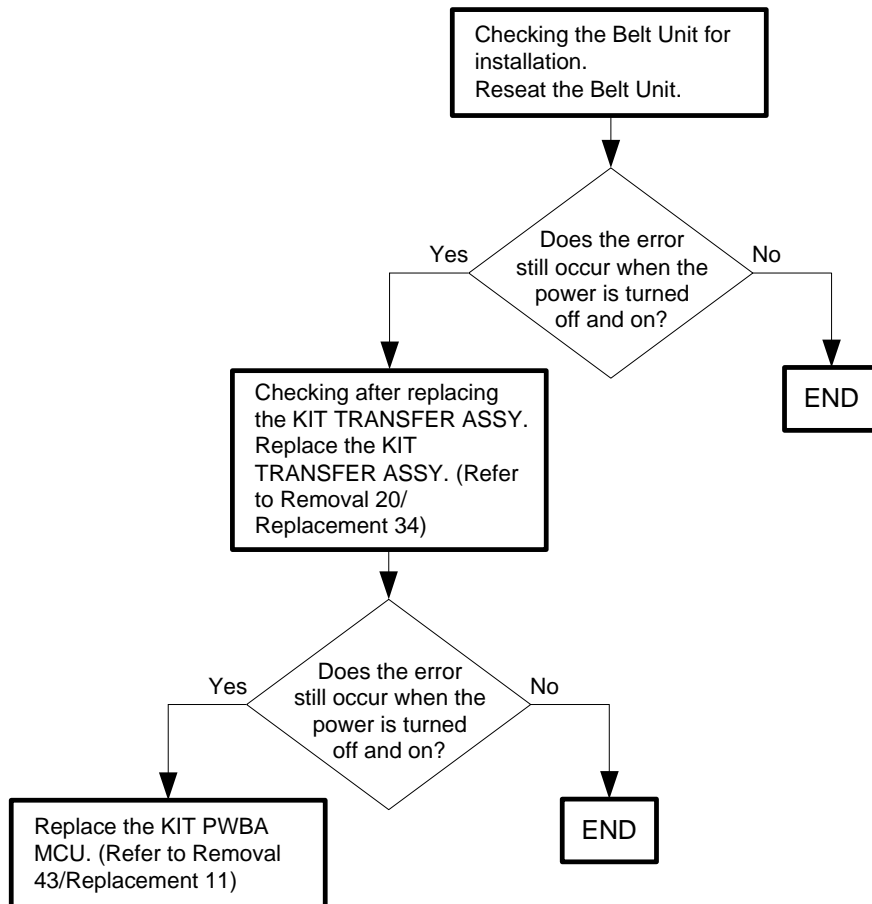 Checking the Belt Unit for
installation.
Reseat the Belt Unit.
Does the error
still occur when the
power is turned
off and on?
Yes
No
Checking after replacing
the KIT TRANSFER ASSY.
Replace the KIT
TRANSFER ASSY. (Refer
to Removal 20/
Replacement 34)
END
Does the error
still occur when the
power is turned
off and on?
Yes
No
Replace the KIT PWBA
MCU. (Refer to Removal
43/Replacement 11)
END